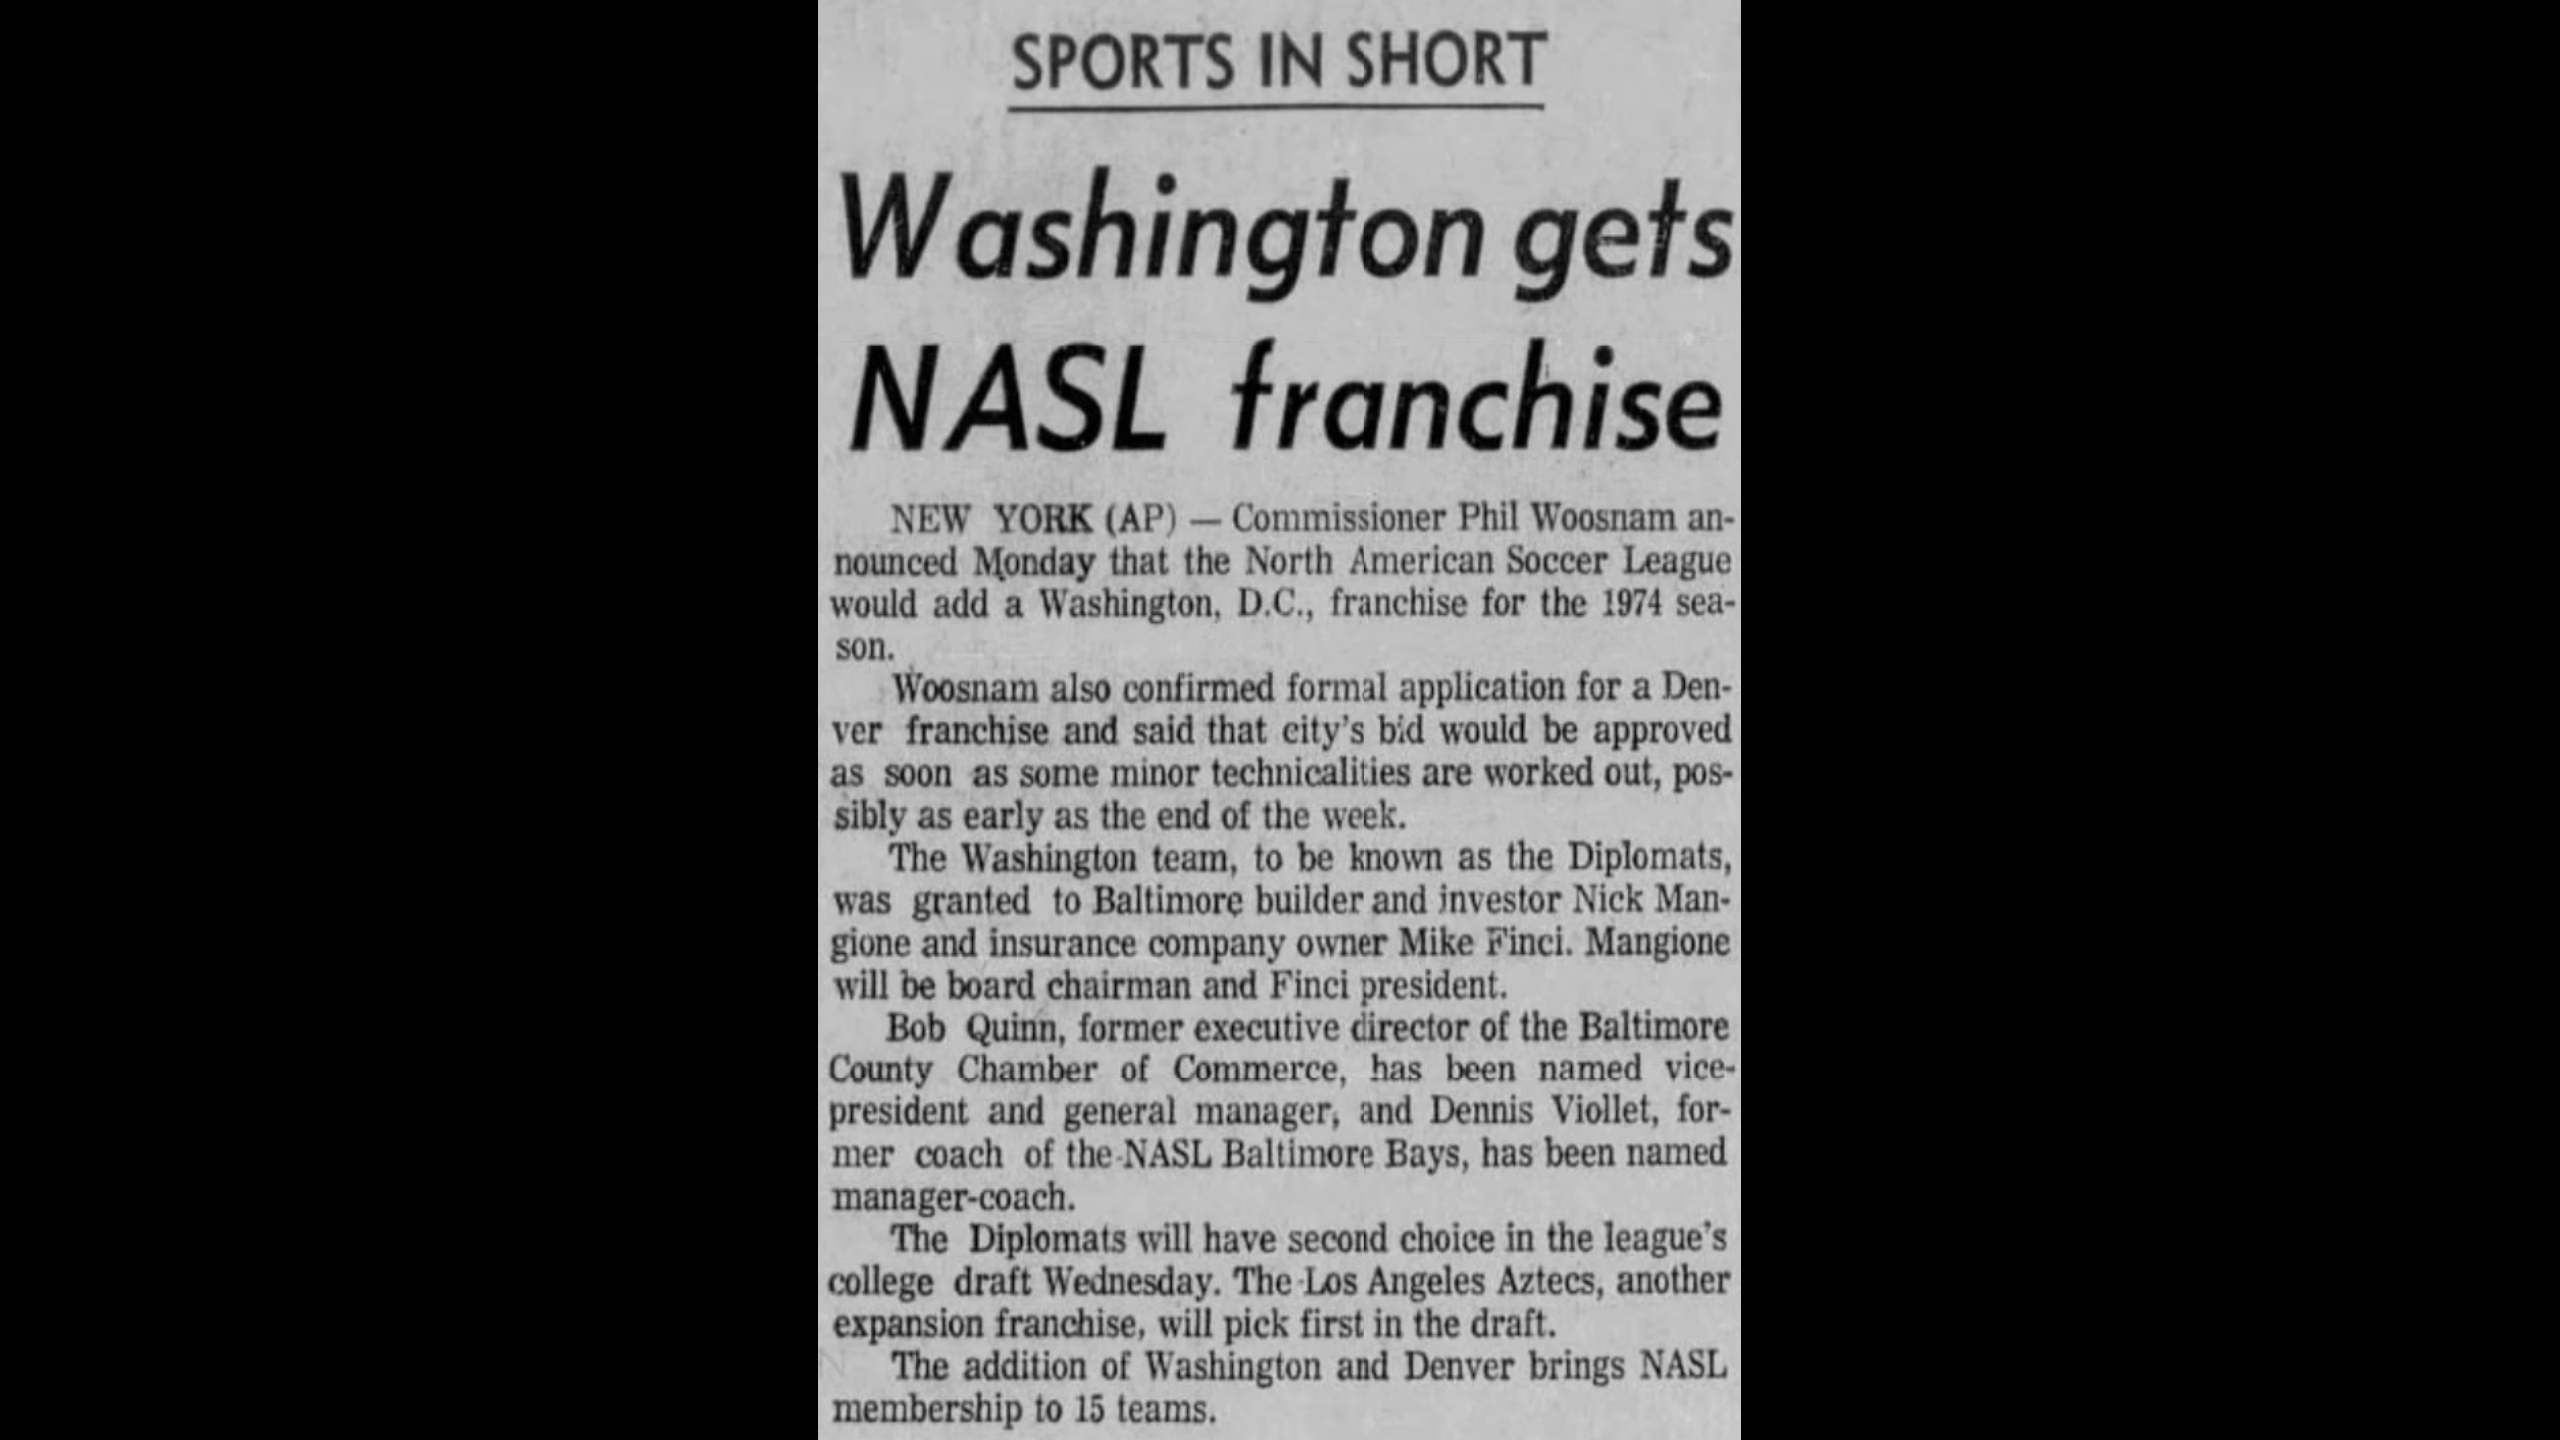 SPORTS IN SHORT
Washington gets
NASL franchise
NEW YORK (AP) — Commissioner Phil Woosnam an-
nounced Monday that the North American Soccer League
would add a Washington, D.C., franchise for the 1974 sea-
son.
Woosnam also confirmed formal application for a Den-
ver franchise and said that city's bid would be approved
as soon as some minor technicalities are worked out, pos-
sibly as early as the end of the week.
The Washington team, to be known as the Diplomats,
was granted to Baltimore builder and investor Nick Man-
gione and insurance company owner Mike Finci. Mangione
will be board chairman and Finci president.
Bob Quinn, former executive director of the Baltimore
County Chamber of Commerce, has been named vice-
president and general manager, and Dennis Viollet, for-
mer coach of the NASL Baltimore Bays, has been named
manager-coach.
The Diplomats will have second choice in the league's
college draft Wednesday. The Los Angeles Aztecs, another
expansion franchise, will pick first in the draft.
The addition of Washington and Denver brings NASL
membership to 15 teams.